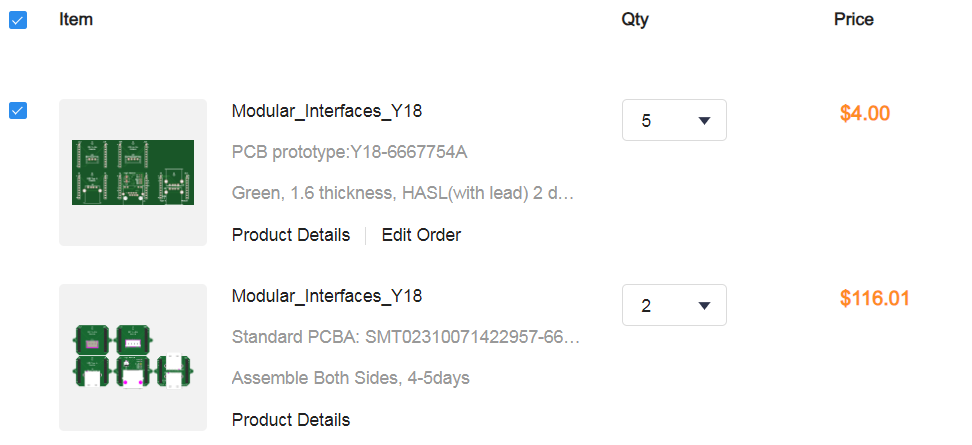 Item Qty Price
Modular_Interfaces_Y18
5
$4.00
PCB prototype:Y18-6667754A
Green, 1.6 thickness, HASL(with lead) 2 d...
Product Details Edit Order
Modular_Interfaces_Y18
2
$116.01
Standard PCBA: SMT02310071422957-66...
Assemble Both Sides, 4-5days
Product Details